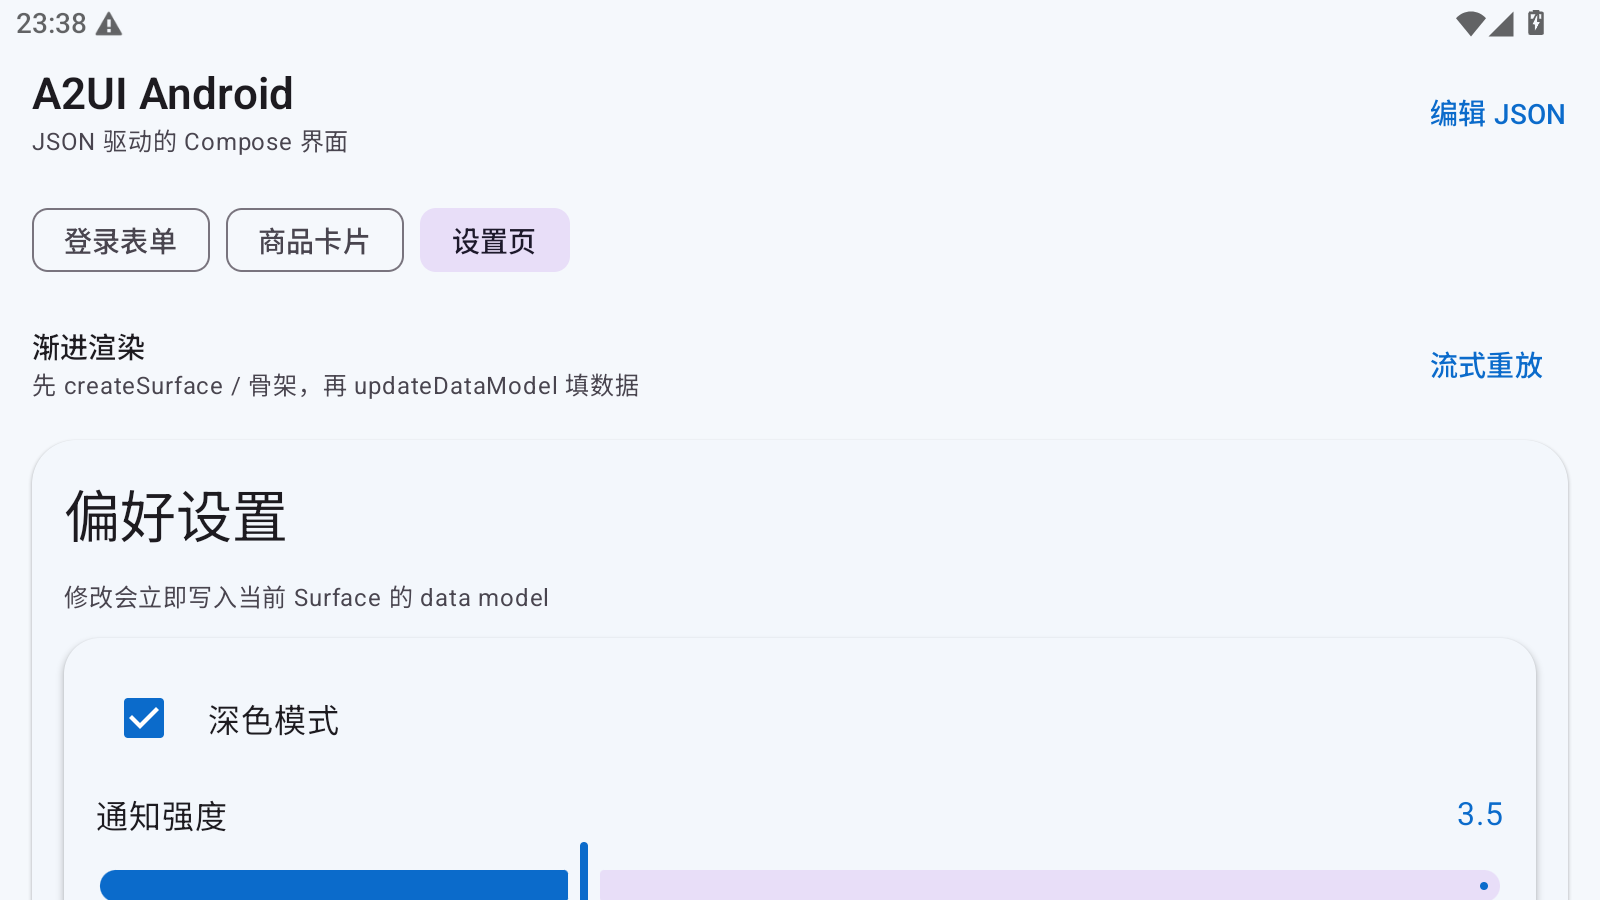 23:38
A2UI Android
JSON 驱动的 Compose 界面
编辑 JSON
登录表单
商品卡片
设置页
渐进渲染
先 createSurface / 骨架，再 updateDataModel 填数据
流式重放
偏好设置
修改会立即写入当前 Surface 的 data model
深色模式
通知强度
3.5